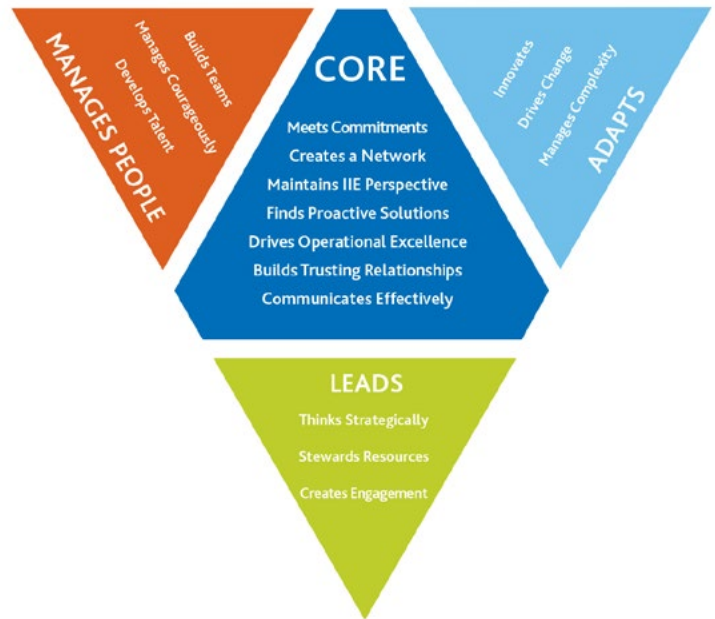 MANAGES PEOPLE
Develops Talent
Manages Courageously
Builds Teams
CORE
Meets Commitments
Creates a Network
Maintains IIE Perspective
Finds Proactive Solutions
Drives Operational Excellence
Builds Trusting Relationships
Communicates Effectively
Innovates
Drives Change
Manages Complexity
ADAPTS
LEADS
Thinks Strategically
Stewards Resources
Creates Engagement